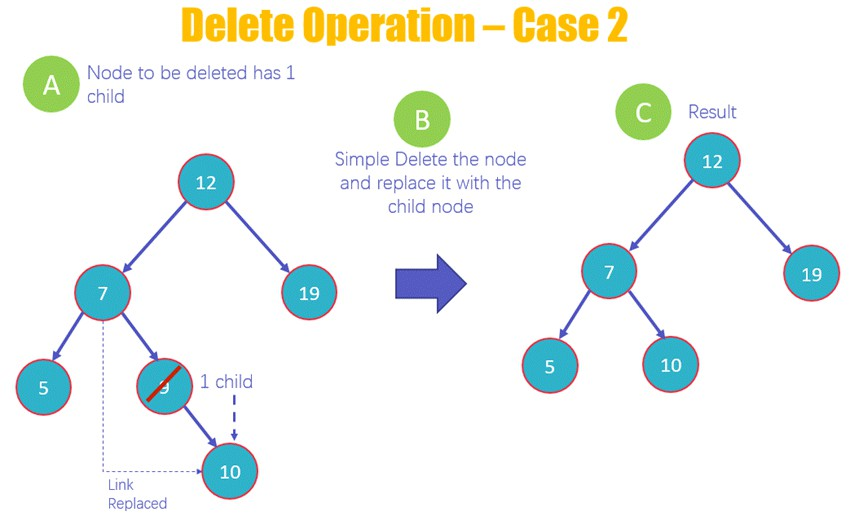 Delete Operation – Case 2
A
Node to be deleted has 1
child
B
Simple Delete the node
and replace it with the
child node
C
Result
12
7
19
5
9
1 child
10
Link
Replaced
12
7
19
5
10